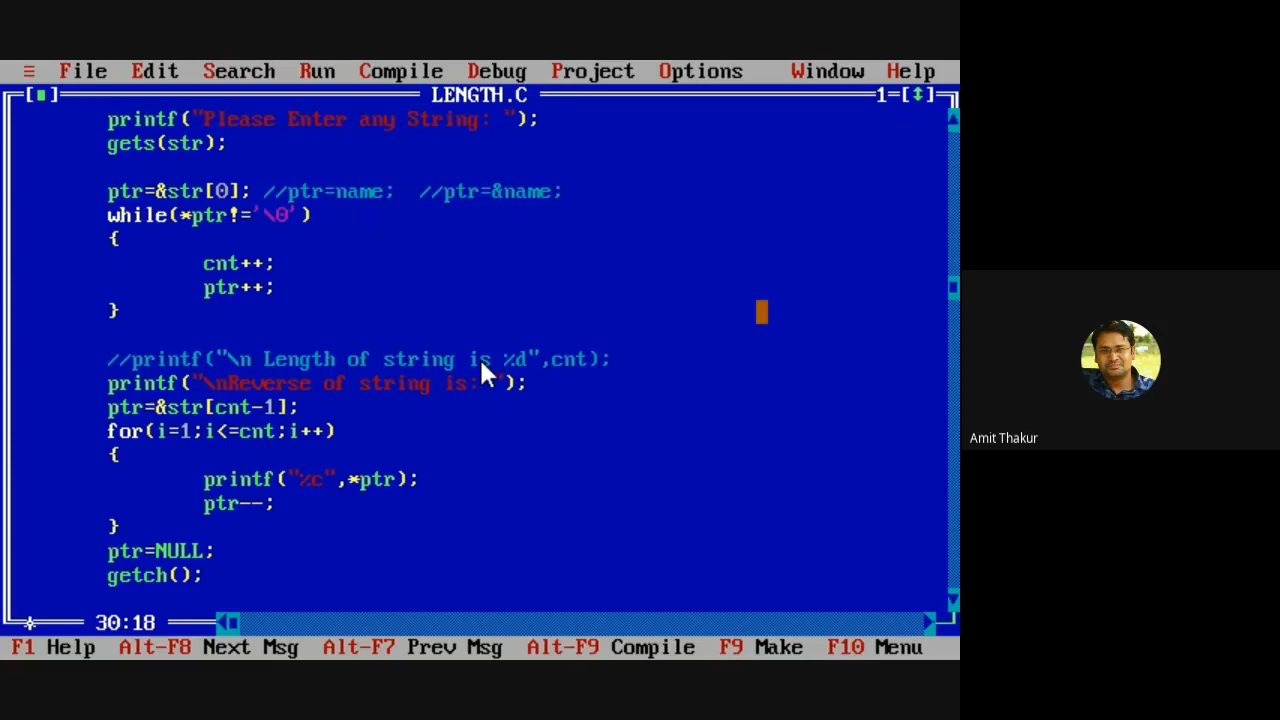 ≡ File Edit Search Run Compile Debug Project Options Window Help
[■] LENGTH.C 1=[↕]
printf("Please Enter any String: ");
gets(str);
ptr=&str[0]; //ptr=name; //ptr=&name;
while(*ptr!='\0')
{
cnt++;
ptr++;
}
//printf("\n Length of string is %d",cnt);
printf("\nReverse of string is: ");
ptr=&str[cnt-1];
for(i=1;i<=cnt;i++)
{
printf("%c",*ptr);
ptr--;
}
ptr=NULL;
getch();
30:18
F1 Help Alt-F8 Next Msg Alt-F7 Prev Msg Alt-F9 Compile F9 Make F10 Menu
Amit Thakur